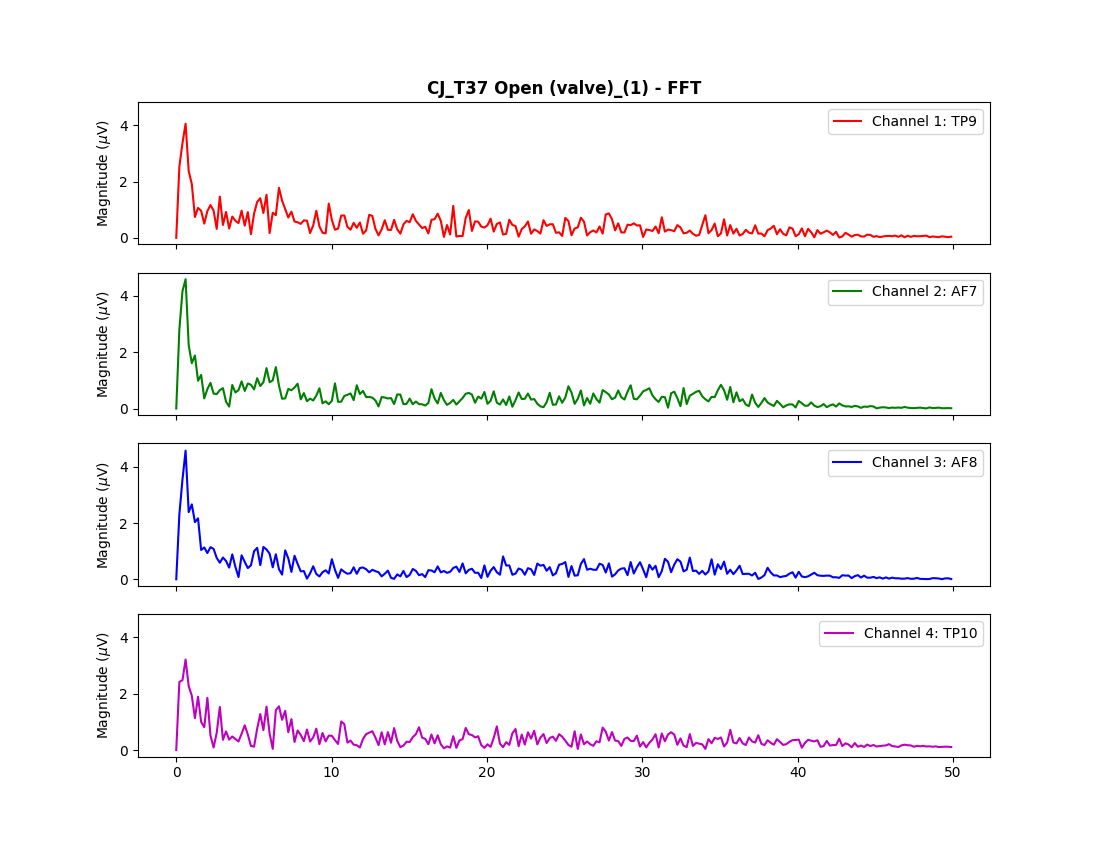 CJ_T37 Open (valve)_(1) - FFT
Magnitude (μV)
4
2
0
Channel 1: TP9
Magnitude (μV)
4
2
0
Channel 2: AF7
Magnitude (μV)
4
2
0
Channel 3: AF8
Magnitude (μV)
4
2
0
Channel 4: TP10
0 10 20 30 40 50